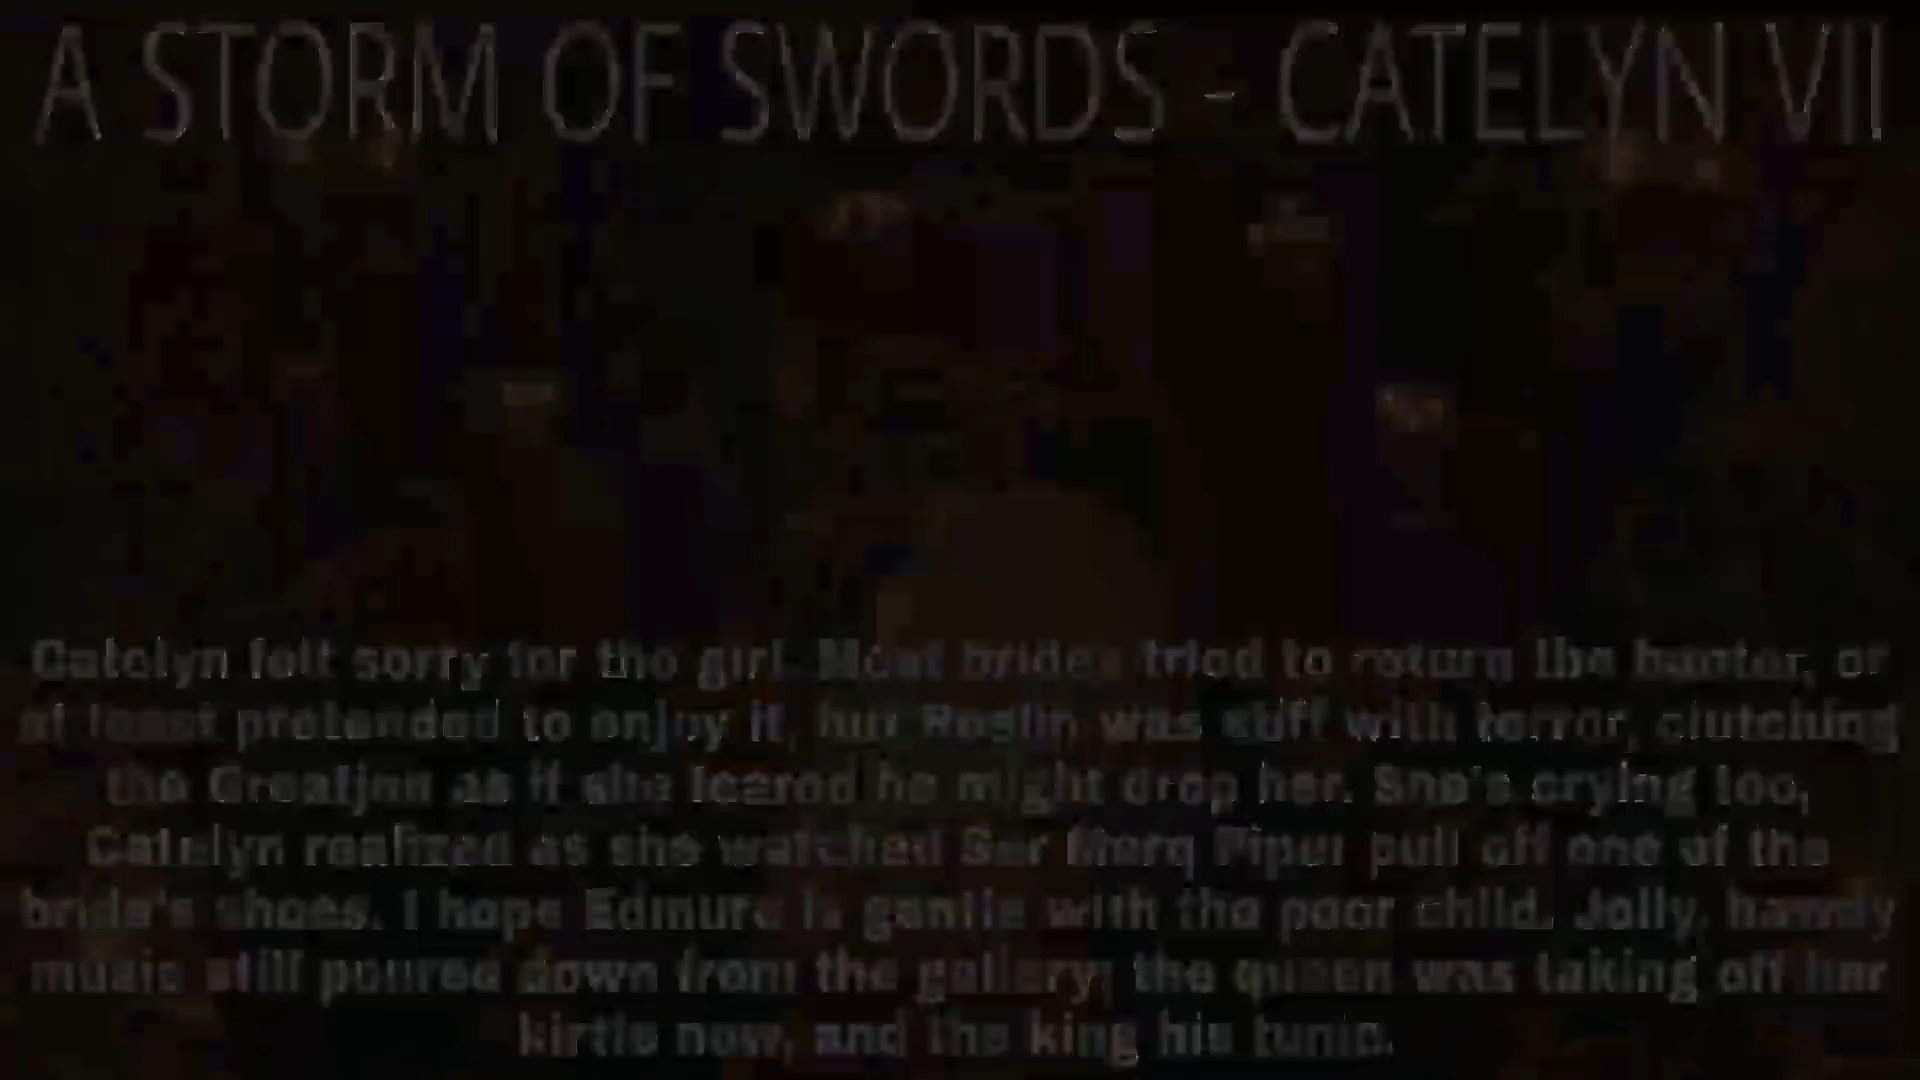 A STORM OF SWORDS - CATELYN VII
Catelyn felt sorry for the girl. Most brides tried to return the banter, or
at least pretended to enjoy it, but Roslin was stiff with terror, clutching
the Greatjon as if she feared he might drop her. She's crying too,
Catelyn realized as she watched Ser Marq Piper pull off one of the
bride's shoes. I hope Edmure is gentle with the poor child. Jolly, bawdy
music still poured down from the gallery; the queen was taking off her
kirtle now, and the king his tunic.